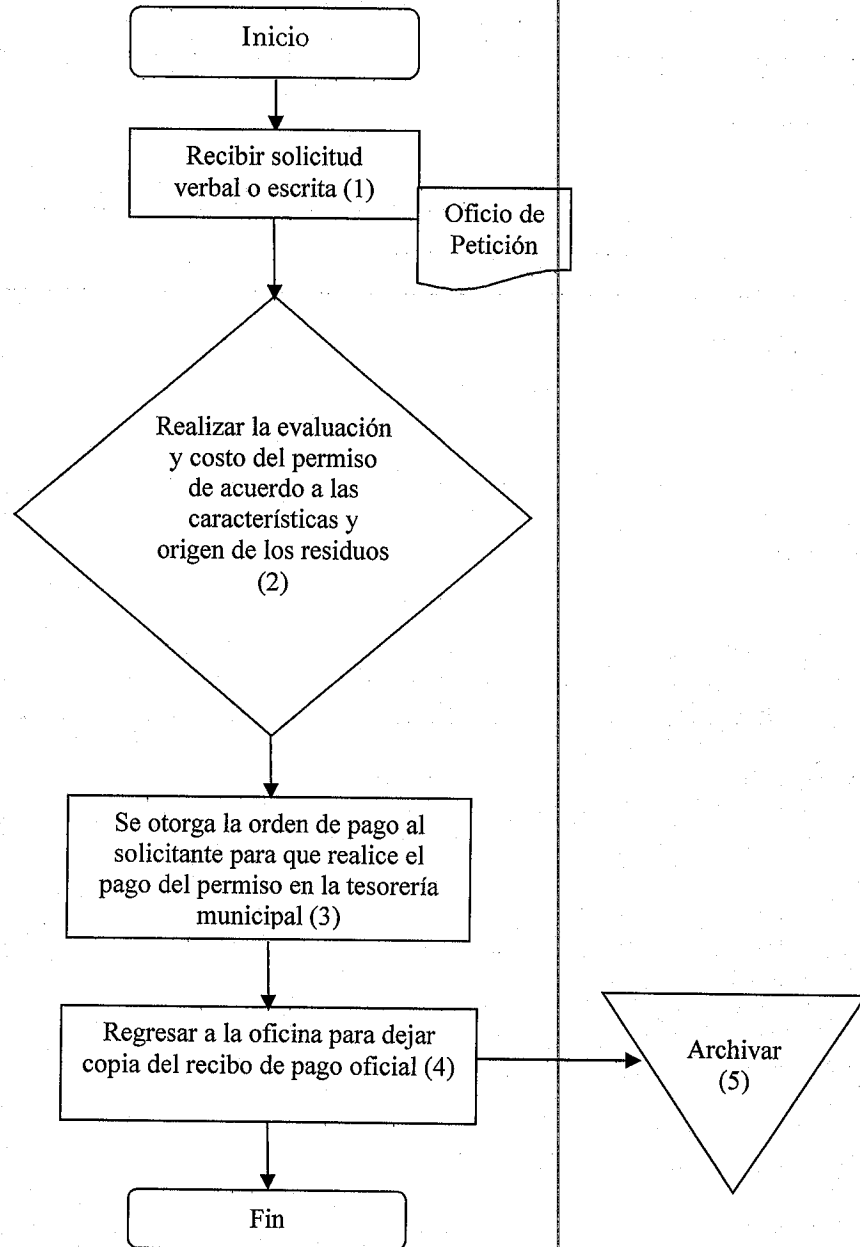 Inicio
Recibir solicitud
verbal o escrita (1)
Oficio de
Petición
Realizar la evaluación
y costo del permiso
de acuerdo a las
características y
origen de los residuos
(2)
Se otorga la orden de pago al
solicitante para que realice el
pago del permiso en la tesorería
municipal (3)
Regresar a la oficina para dejar
copia del recibo de pago oficial (4)
Archivar
(5)
Fin